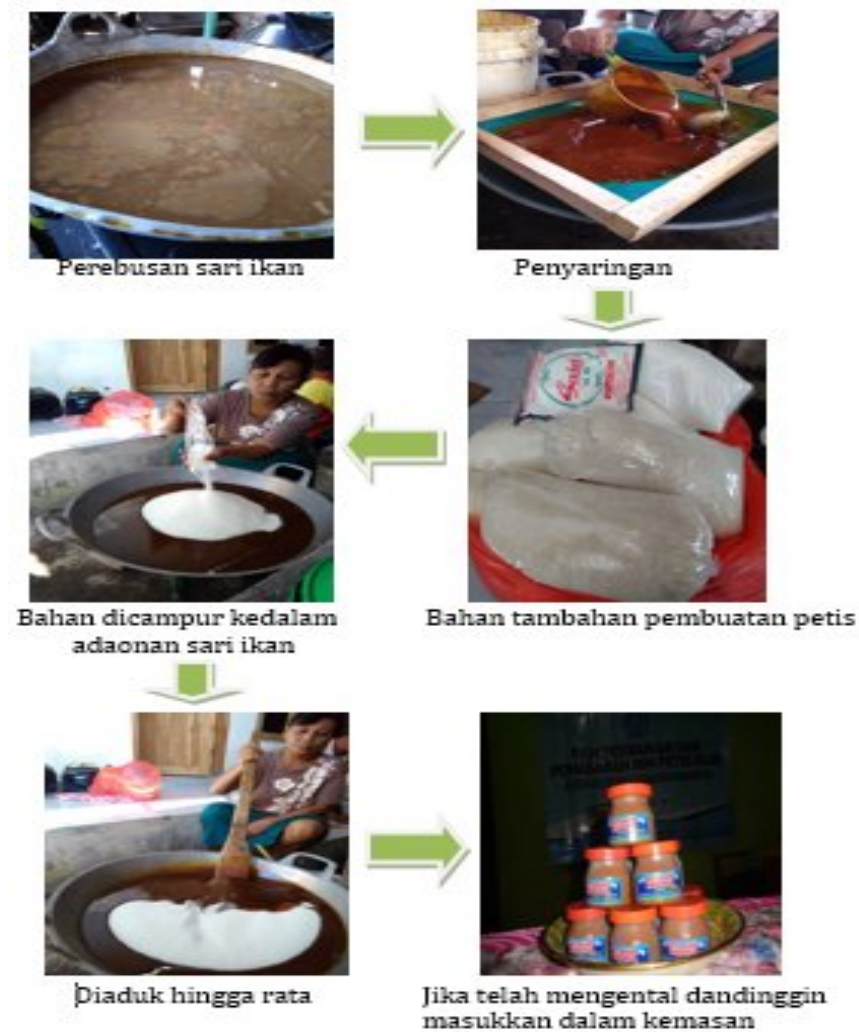 Perebusan sari ikan
Penyaringan
Bahan dicampur kedalam
adaonan sari ikan
Bahan tambahan pembuatan petis
Diaduk hingga rata
Jika telah mengental dandinggin
masukkan dalam kemasan